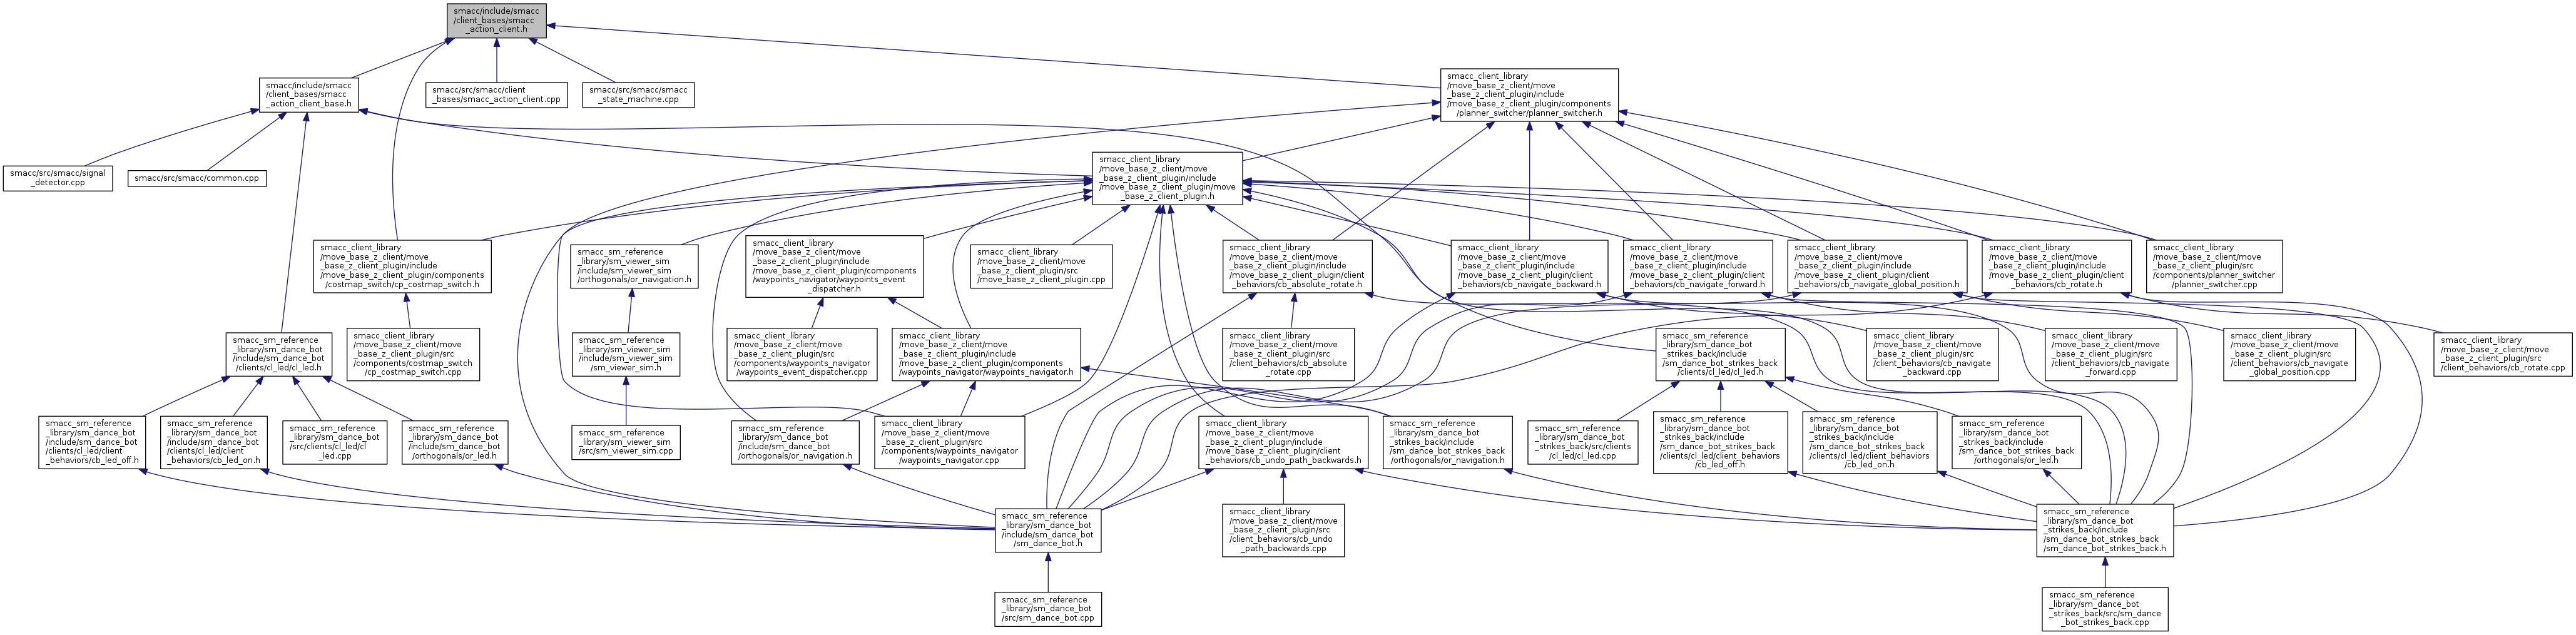 smacc/include/smacc
/client_bases/smacc
_action_client.h
smacc/include/smacc
/client_bases/smacc
_action_client_base.h
smacc/src/smacc/client
_bases/smacc_action_client.cpp
smacc/src/smacc/smacc
_state_machine.cpp
smacc_client_library
/move_base_z_client/move
_base_z_client_plugin/include
/move_base_z_client_plugin/components
/planner_switcher/planner_switcher.h
smacc/src/smacc/signal
_detector.cpp
smacc/src/smacc/common.cpp
smacc_client_library
/move_base_z_client/move
_base_z_client_plugin/include
/move_base_z_client_plugin/move
_base_z_client_plugin.h
smacc_client_library
/move_base_z_client/move
_base_z_client_plugin/include
/move_base_z_client_plugin/components
/costmap_switch/cp_costmap_switch.h
smacc_sm_reference
_library/sm_viewer_sim
/include/sm_viewer_sim
/orthogonals/or_navigation.h
smacc_client_library
/move_base_z_client/move
_base_z_client_plugin/include
/move_base_z_client_plugin/components
/waypoints_navigator/waypoints_event
_dispatcher.h
smacc_client_library
/move_base_z_client/move
_base_z_client_plugin/src
/move_base_z_client_plugin.cpp
smacc_client_library
/move_base_z_client/move
_base_z_client_plugin/include
/move_base_z_client_plugin/client
_behaviors/cb_absolute_rotate.h
smacc_client_library
/move_base_z_client/move
_base_z_client_plugin/include
/move_base_z_client_plugin/client
_behaviors/cb_navigate_backward.h
smacc_client_library
/move_base_z_client/move
_base_z_client_plugin/include
/move_base_z_client_plugin/client
_behaviors/cb_navigate_forward.h
smacc_client_library
/move_base_z_client/move
_base_z_client_plugin/include
/move_base_z_client_plugin/client
_behaviors/cb_navigate_global_position.h
smacc_client_library
/move_base_z_client/move
_base_z_client_plugin/include
/move_base_z_client_plugin/client
_behaviors/cb_rotate.h
smacc_client_library
/move_base_z_client/move
_base_z_client_plugin/src
/components/planner_switcher
/planner_switcher.cpp
smacc_sm_reference
_library/sm_dance_bot
/include/sm_dance_bot
/clients/cl_led/cl_led.h
smacc_client_library
/move_base_z_client/move
_base_z_client_plugin/src
/components/costmap_switch
/cp_costmap_switch.cpp
smacc_sm_reference
_library/sm_viewer_sim
/include/sm_viewer_sim
/sm_viewer_sim.h
smacc_client_library
/move_base_z_client/move
_base_z_client_plugin/src
/components/waypoints_navigator
/waypoints_event_dispatcher.cpp
smacc_client_library
/move_base_z_client/move
_base_z_client_plugin/include
/move_base_z_client_plugin/components
/waypoints_navigator/waypoints_navigator.h
smacc_client_library
/move_base_z_client/move
_base_z_client_plugin/src
/client_behaviors/cb_absolute
_rotate.cpp
smacc_sm_reference
_library/sm_dance_bot
_strikes_back/include
/sm_dance_bot_strikes_back
/clients/cl_led/cl_led.h
smacc_client_library
/move_base_z_client/move
_base_z_client_plugin/src
/client_behaviors/cb_navigate
_backward.cpp
smacc_client_library
/move_base_z_client/move
_base_z_client_plugin/src
/client_behaviors/cb_navigate
_forward.cpp
smacc_client_library
/move_base_z_client/move
_base_z_client_plugin/src
/client_behaviors/cb_navigate
_global_position.cpp
smacc_client_library
/move_base_z_client/move
_base_z_client_plugin/src
/client_behaviors/cb_rotate.cpp
smacc_sm_reference
_library/sm_dance_bot
/include/sm_dance_bot
/clients/cl_led/client
_behaviors/cb_led_off.h
smacc_sm_reference
_library/sm_dance_bot
/include/sm_dance_bot
/clients/cl_led/client
_behaviors/cb_led_on.h
smacc_sm_reference
_library/sm_dance_bot
/src/clients/cl_led/cl
_led.cpp
smacc_sm_reference
_library/sm_dance_bot
/include/sm_dance_bot
/orthogonals/or_led.h
smacc_sm_reference
_library/sm_viewer_sim
/src/sm_viewer_sim.cpp
smacc_sm_reference
_library/sm_dance_bot
/include/sm_dance_bot
/orthogonals/or_navigation.h
smacc_client_library
/move_base_z_client/move
_base_z_client_plugin/src
/components/waypoints_navigator
/waypoints_navigator.cpp
smacc_client_library
/move_base_z_client/move
_base_z_client_plugin/include
/move_base_z_client_plugin/client
_behaviors/cb_undo_path_backwards.h
smacc_sm_reference
_library/sm_dance_bot
_strikes_back/include
/sm_dance_bot_strikes_back
/orthogonals/or_navigation.h
smacc_sm_reference
_library/sm_dance_bot
_strikes_back/src/clients
/cl_led/cl_led.cpp
smacc_sm_reference
_library/sm_dance_bot
_strikes_back/include
/sm_dance_bot_strikes_back
/clients/cl_led/client_behaviors
/cb_led_off.h
smacc_sm_reference
_library/sm_dance_bot
_strikes_back/include
/sm_dance_bot_strikes_back
/clients/cl_led/client_behaviors
/cb_led_on.h
smacc_sm_reference
_library/sm_dance_bot
_strikes_back/include
/sm_dance_bot_strikes_back
/orthogonals/or_led.h
smacc_sm_reference
_library/sm_dance_bot
/include/sm_dance_bot
/sm_dance_bot.h
smacc_client_library
/move_base_z_client/move
_base_z_client_plugin/src
/client_behaviors/cb_undo
_path_backwards.cpp
smacc_sm_reference
_library/sm_dance_bot
_strikes_back/include
/sm_dance_bot_strikes_back
/sm_dance_bot_strikes_back.h
smacc_sm_reference
_library/sm_dance_bot
/src/sm_dance_bot.cpp
smacc_sm_reference
_library/sm_dance_bot
_strikes_back/src/sm_dance
_bot_strikes_back.cpp